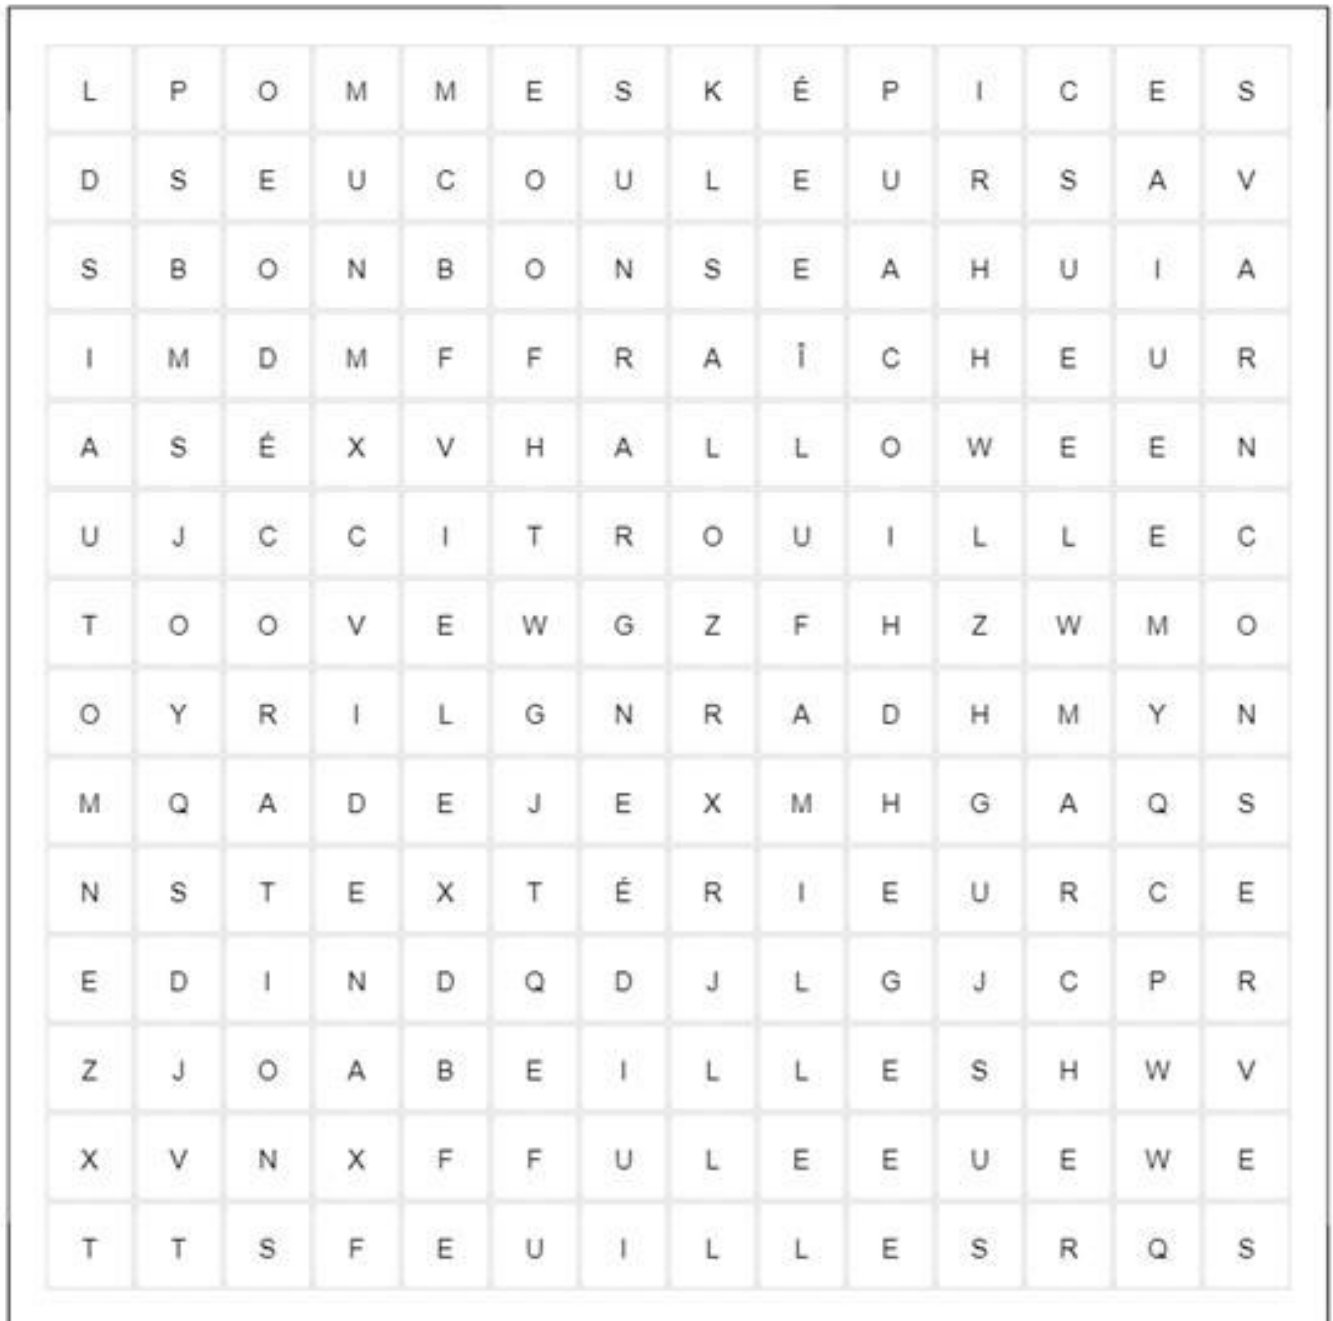 L P O M M E S K É P I C E S
D S E U C O U L E U R S A V
S B O N B O N S E A H U I A
I M D M F F R A Î C H E U R
A S É X V H A L L O W E E N
U J C C I T R O U I L L E C
T O O V E W G Z F H Z W M O
O Y R I L G N R A D H M Y N
M Q A D E J E X M H G A Q S
N S T E X T É R I E U R C E
E D I N D Q D J L G J C P R
Z J O A B E I L L E S H W V
X V N X F F U L E E U E W E
T T S F E U I L L E S R Q S